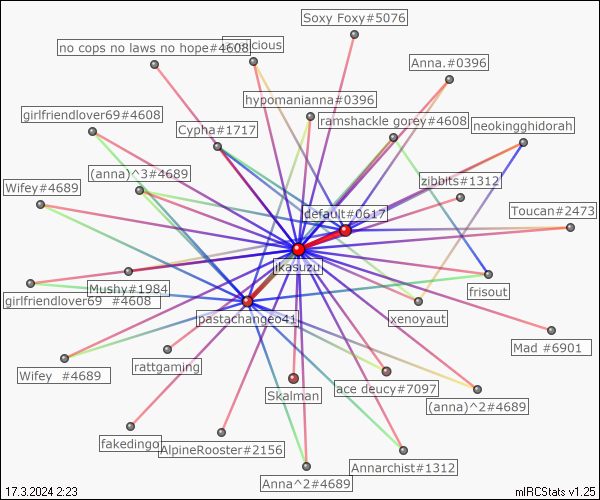 Soxy Foxy#5076
no cops no laws no hope#4608
Anna.#0396
hypomanianna#0396
girlfriendlover69#4608
ramshackle gorey#4608
Cypha#1717
neokingghidorah
(anna)^3#4689
zibbits#1312
Wifey#4689
default#0617
Toucan#2473
ikasuzu
Mushy#1984
frisout
girlfriendlover69 #4608
pastachangeo41
xenoyaut
Mad #6901
rattgaming
Wifey #4689
Skalman
ace deucy#7097
(anna)^2#4689
fakedingo
AlpineRooster#2156
Annarchist#1312
Anna^2#4689
17.3.2024 2:23
mIRCStats v1.25